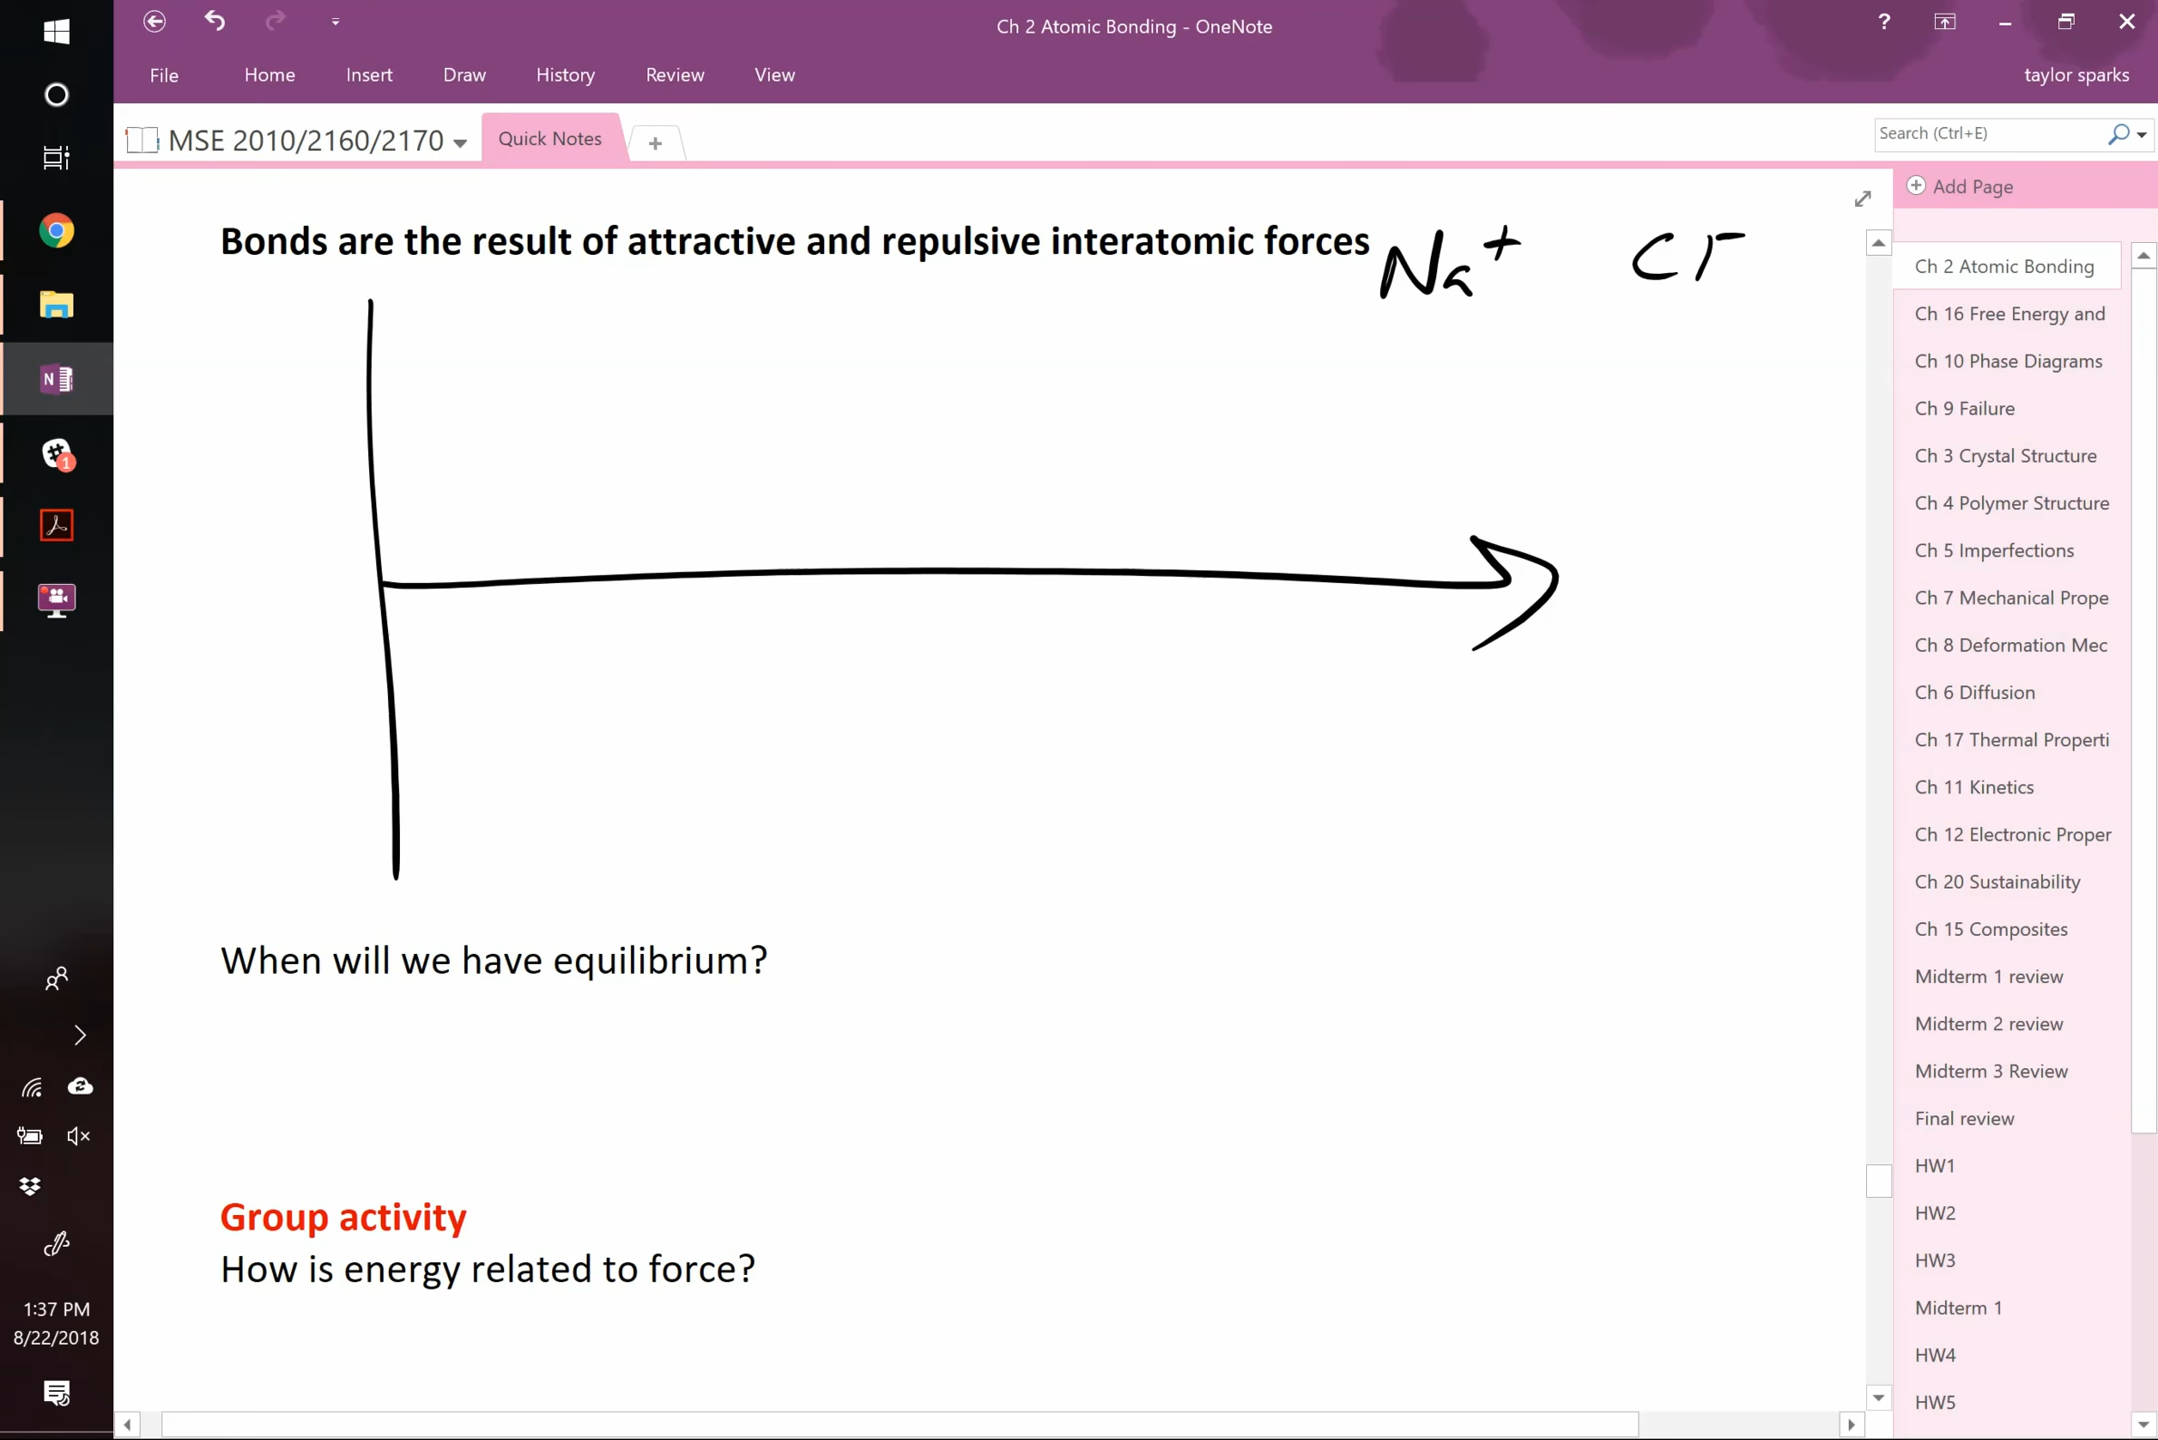 Ch 2 Atomic Bonding - OneNote
?
File Home Insert Draw History Review View
taylor sparks
MSE 2010/2160/2170
Quick Notes
+
Search (Ctrl+E)
Bonds are the result of attractive and repulsive interatomic forces
Na+ Cl-
When will we have equilibrium?
Group activity
How is energy related to force?
Add Page
Ch 2 Atomic Bonding
Ch 16 Free Energy and
Ch 10 Phase Diagrams
Ch 9 Failure
Ch 3 Crystal Structure
Ch 4 Polymer Structure
Ch 5 Imperfections
Ch 7 Mechanical Prope
Ch 8 Deformation Mec
Ch 6 Diffusion
Ch 17 Thermal Properti
Ch 11 Kinetics
Ch 12 Electronic Proper
Ch 20 Sustainability
Ch 15 Composites
Midterm 1 review
Midterm 2 review
Midterm 3 Review
Final review
HW1
HW2
HW3
Midterm 1
HW4
HW5
N
1
1:37 PM
8/22/2018